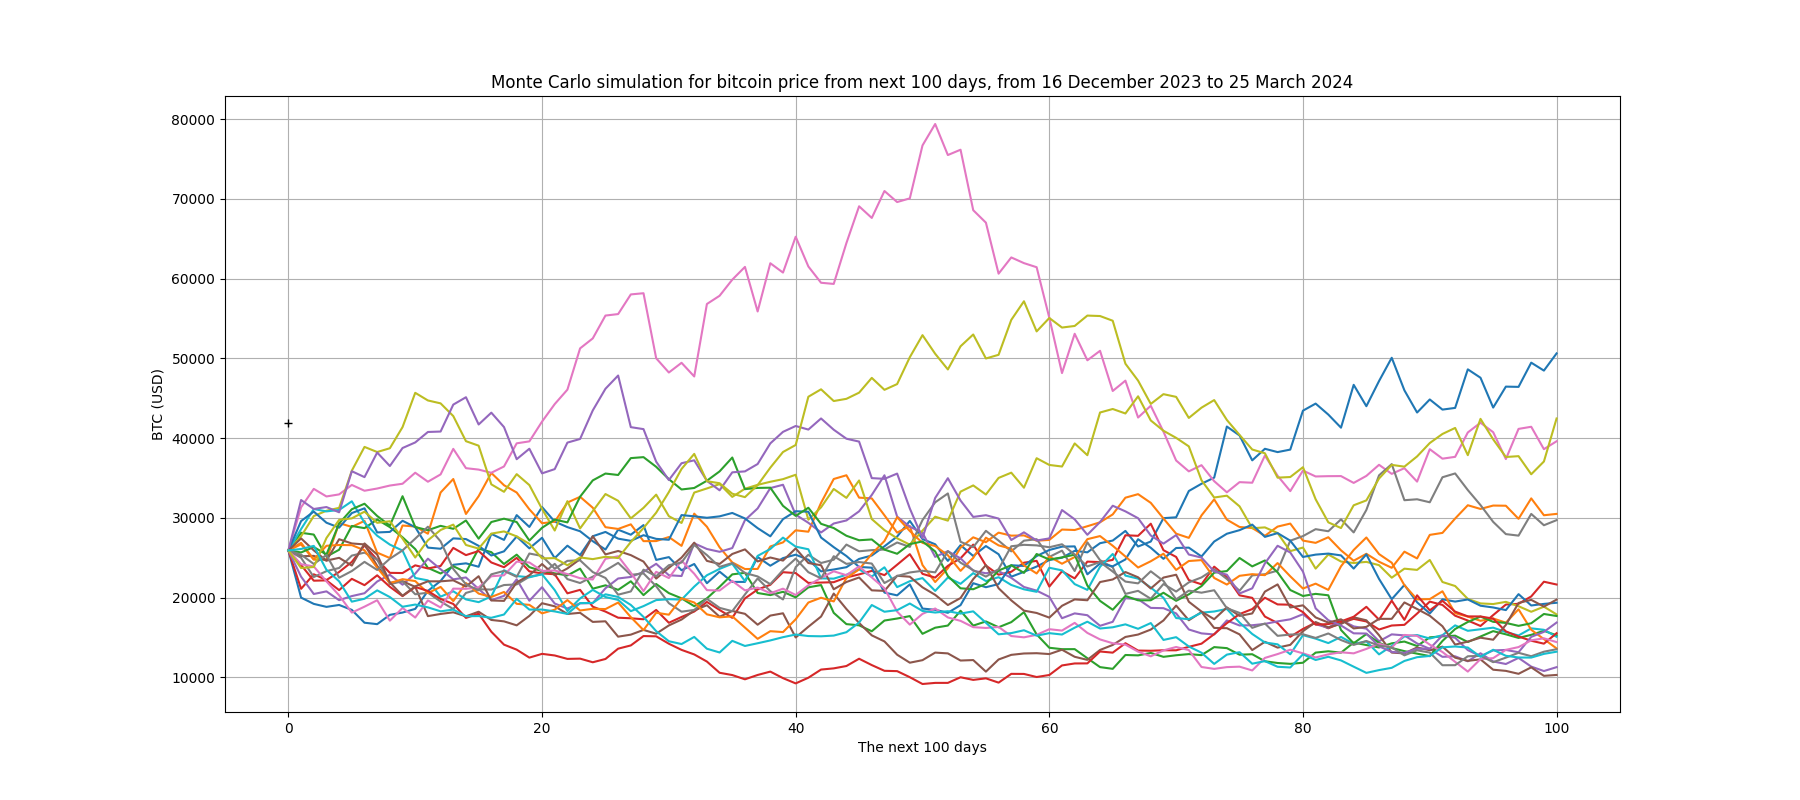 Monte Carlo simulation for bitcoin price from next 100 days, from 16 December 2023 to 25 March 2024
BTC (USD)
80000
70000
60000
50000
40000
30000
20000
10000
0 20 40 60 80 100
The next 100 days